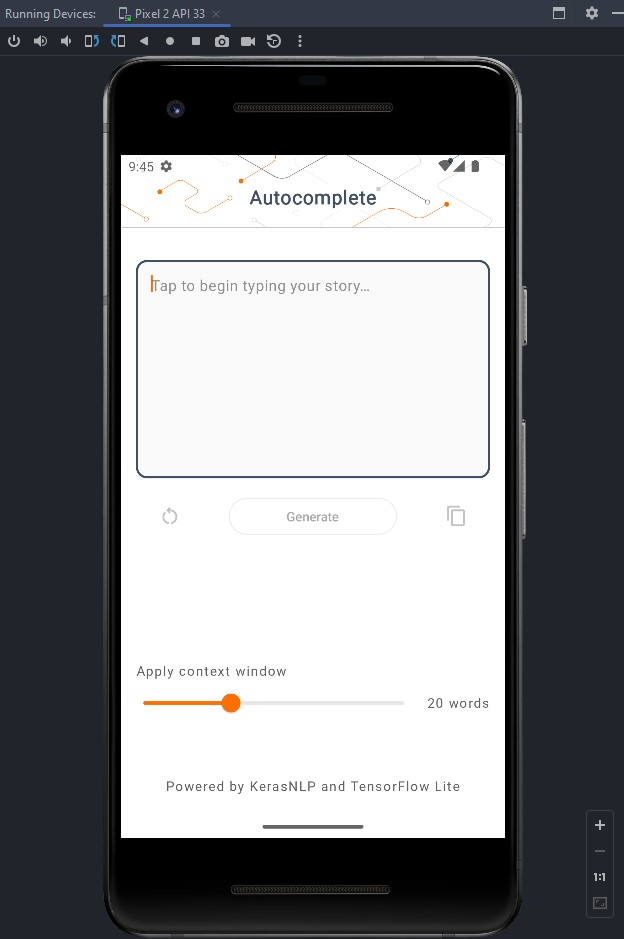 Running Devices: Pixel 2 API 33
9:45
Autocomplete
Tap to begin typing your story...
Generate
Apply context window
20 words
Powered by KerasNLP and TensorFlow Lite
1:1